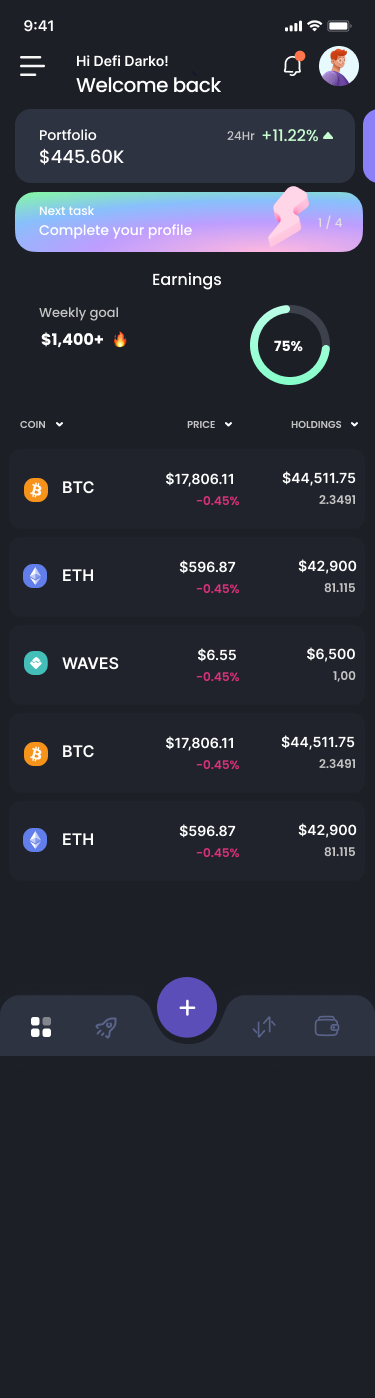 9:41
Hi Defi Darko!
Welcome back
Portfolio 24Hr +11.22%
$445.60K
Next task
Complete your profile 1 / 4
Earnings
Weekly goal
$1,400+ 🔥
75%
COIN PRICE HOLDINGS
BTC $17,806.11 $44,511.75
-0.45% 2.3491
ETH $596.87 $42,900
-0.45% 81.115
WAVES $6.55 $6,500
-0.45% 1,00
BTC $17,806.11 $44,511.75
-0.45% 2.3491
ETH $596.87 $42,900
-0.45% 81.115